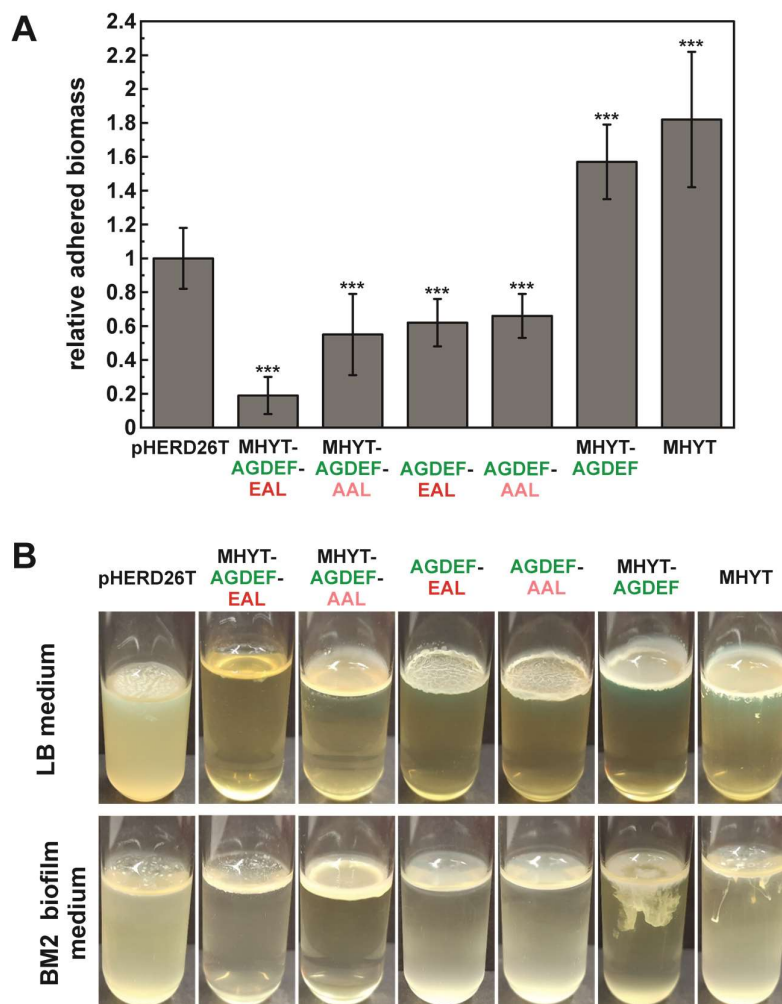 A
relative adhered biomass
2.4
2.2
2
1.8
1.6
1.4
1.2
1
0.8
0.6
0.4
0.2
0
***
***
***
***
***
***
pHERD26T
MHYT-
AGDEF-
EAL
MHYT-
AGDEF-
AAL
AGDEF-
EAL
AGDEF-
AAL
MHYT-
AGDEF
MHYT
B
pHERD26T
MHYT-
AGDEF-
EAL
MHYT-
AGDEF-
AAL
AGDEF-
EAL
AGDEF-
AAL
MHYT-
AGDEF
MHYT
LB medium
BM2 biofilm
medium